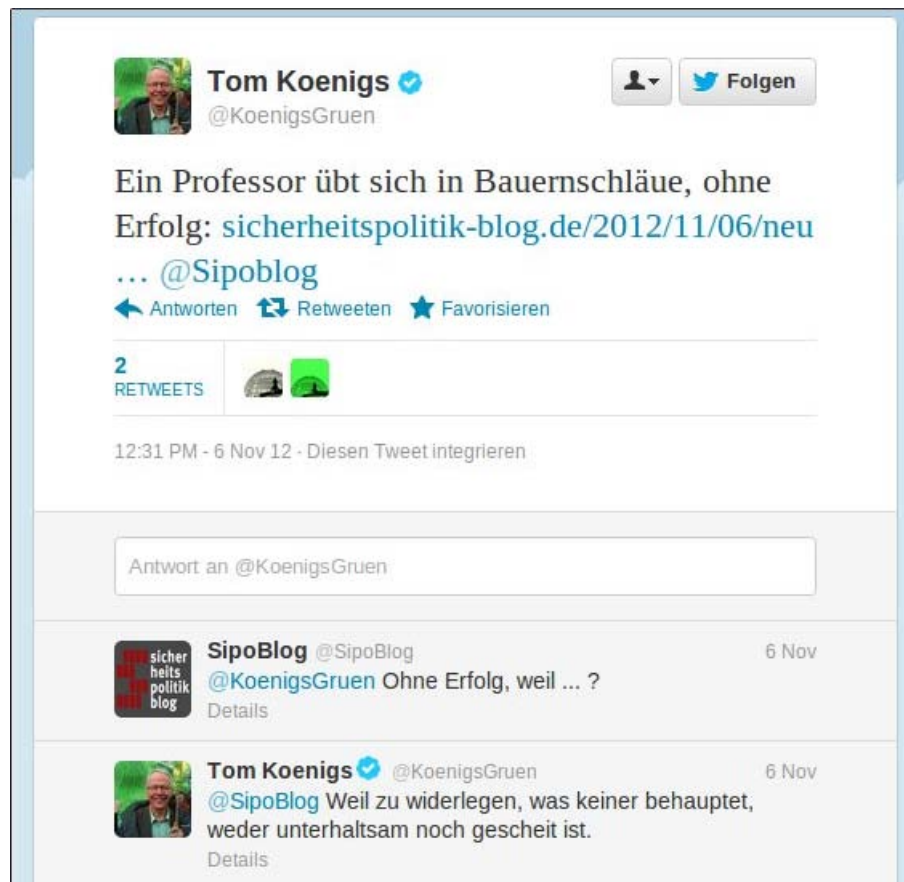 Tom Koenigs
@KoenigsGruen
Folgen
Ein Professor übt sich in Bauernschläue, ohne
Erfolg: sicherheitspolitik-blog.de/2012/11/06/neu
… @Sipoblog
Antworten Retweeten Favorisieren
2
RETWEETS
12:31 PM - 6 Nov 12 · Diesen Tweet integrieren
Antwort an @KoenigsGruen
sicher
heits
politik
blog
SipoBlog @SipoBlog 6 Nov
@KoenigsGruen Ohne Erfolg, weil ... ?
Details
Tom Koenigs @KoenigsGruen 6 Nov
@SipoBlog Weil zu widerlegen, was keiner behauptet,
weder unterhaltsam noch gescheit ist.
Details